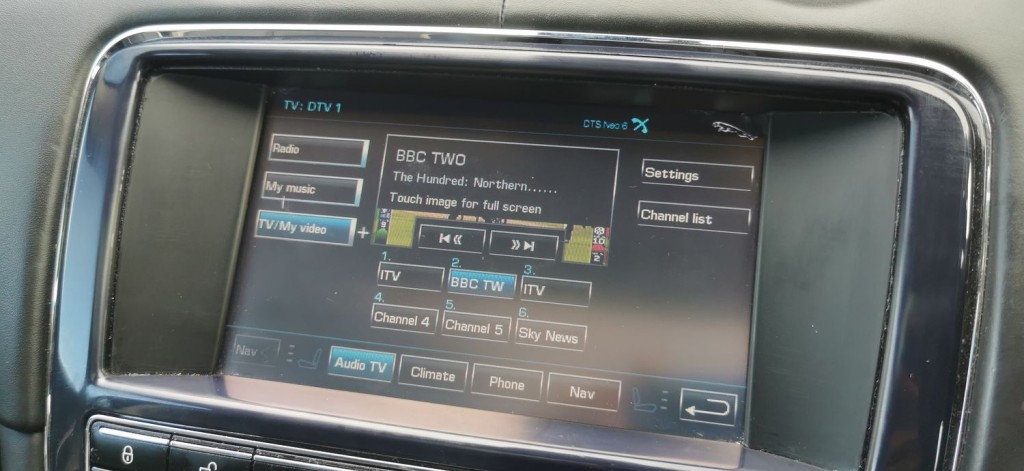 TV: DTV 1
DTS Neo 6
Radio
My music
TV/My video
+
BBC TWO
The Hundred: Northern......
Touch image for full screen
Settings
Channel list
1.
ITV
2.
BBC TW
3.
ITV
4.
Channel 4
5.
Channel 5
6.
Sky News
Nav
Audio TV
Climate
Phone
Nav